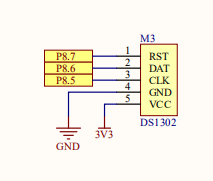 M3
P8.7 1 RST
P8.6 2 DAT
P8.5 3 CLK
4 GND
5 VCC
3V3 DS1302
GND